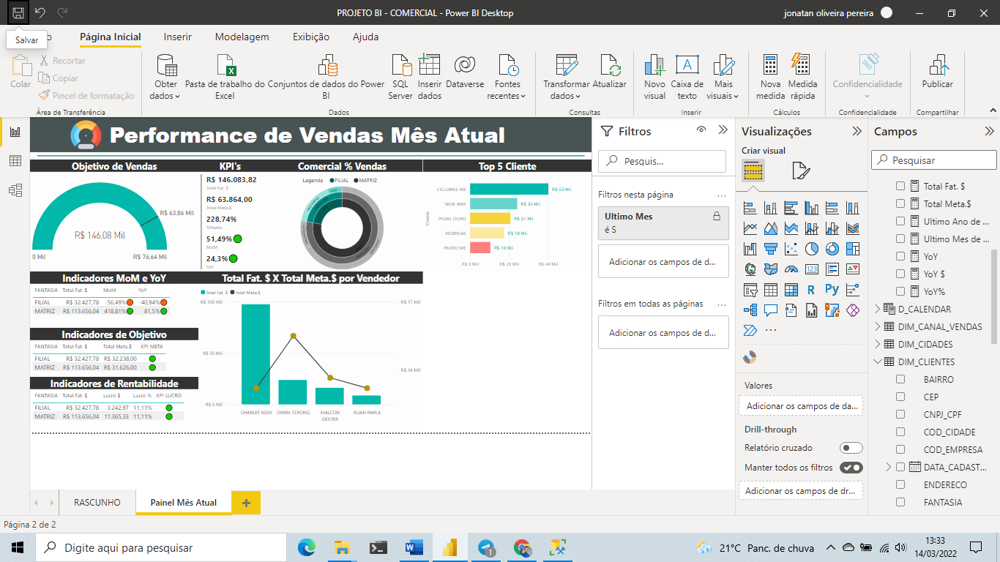 PROJETO BI - COMERCIAL - Power BI Desktop
jonatan oliveira pereira
Salvar
Página Inicial
Inserir
Modelagem
Exibição
Ajuda
Colar
Recortar
Copiar
Pincel de formatação
Obter dados
Pasta de trabalho do Excel
Conjuntos de dados do Power BI
SQL Server
Inserir dados
Dataverse
Fontes recentes
Transformar dados
Atualizar
Novo visual
Caixa de texto
Mais visuais
Nova medida
Medida rápida
Confidencialidade
Publicar
Área de Transferência
Dados
Consultas
Inserir
Cálculos
Confidencialidade
Compartilhar
Performance de Vendas Mês Atual
Objetivo de Vendas
R$ 63.86 Mil
R$ 146.08 Mil
0 Mil
R$ 76.64 Mil
KPI's
R$ 146.083,82
Total Fat. $
R$ 63.864,00
Total Meta.$
228,74%
%Realiz.
51,49%
MoM
24,3%
YoY
Comercial % Vendas
Legenda FILIAL MATRIZ
Top 5 Cliente
Cliente
CICLOBIKE ME R$ 40 Mil
NEW WAY R$ 24 Mil
PEDAL OURO R$ 21 Mil
NOBREAK R$ 18 Mil
PEDRO ME R$ 10 Mil
R$ 0 Mil R$ 20 Mil R$ 40 Mil
Indicadores MoM e YoY
FANTASIA Total Fat. $ MoM YoY
FILIAL R$ 32.427,78 -56,49% -40,94%
MATRIZ R$ 113.656,04 418,81% 81,5%
Indicadores de Objetivo
FANTASIA Total Fat. $ Total Meta.$ KPI META
FILIAL R$ 32.427,78 R$ 32.238,00
MATRIZ R$ 113.656,04 R$ 31.626,00
Indicadores de Rentabilidade
FANTASIA Total Fat. $ Lucro $ Lucro % KPI LUCRO
FILIAL R$ 32.427,78 3.242,97 11,11%
MATRIZ R$ 113.656,04 11.365,33 11,11%
Total Fat. $ X Total Meta.$ por Vendedor
Total Fat. $ Total Meta.$
R$ 100 Mil
R$ 50 Mil
R$ 0 Mil
R$ 17 Mil
R$ 16 Mil
CHARLES NOIX
OWEN STRONG
MALCON DEXTER
RUAN PARLA
Filtros
Pesquis...
Filtros nesta página ...
Ultimo Mes
é S
Adicionar os campos de d...
Filtros em todas as páginas ...
Adicionar os campos de d...
Visualizações
Criar visual
Valores
Adicionar os campos de da...
Drill-through
Relatório cruzado
Manter todos os filtros
Adicionar os campos de dr...
Campos
Pesquisar
Total Fat. $
Total Meta.$
Ultimo Ano de ...
Ultimo Mes de ...
YoY
YoY $
YoY%
D_CALENDAR
DIM_CANAL_VENDAS
DIM_CIDADES
DIM_CLIENTES
BAIRRO
CEP
CNPJ_CPF
COD_CIDADE
COD_EMPRESA
DATA_CADAST...
ENDERECO
FANTASIA
RASCUNHO
Painel Mês Atual
Página 2 de 2
Digite aqui para pesquisar
21°C Panc. de chuva
13:33
14/03/2022